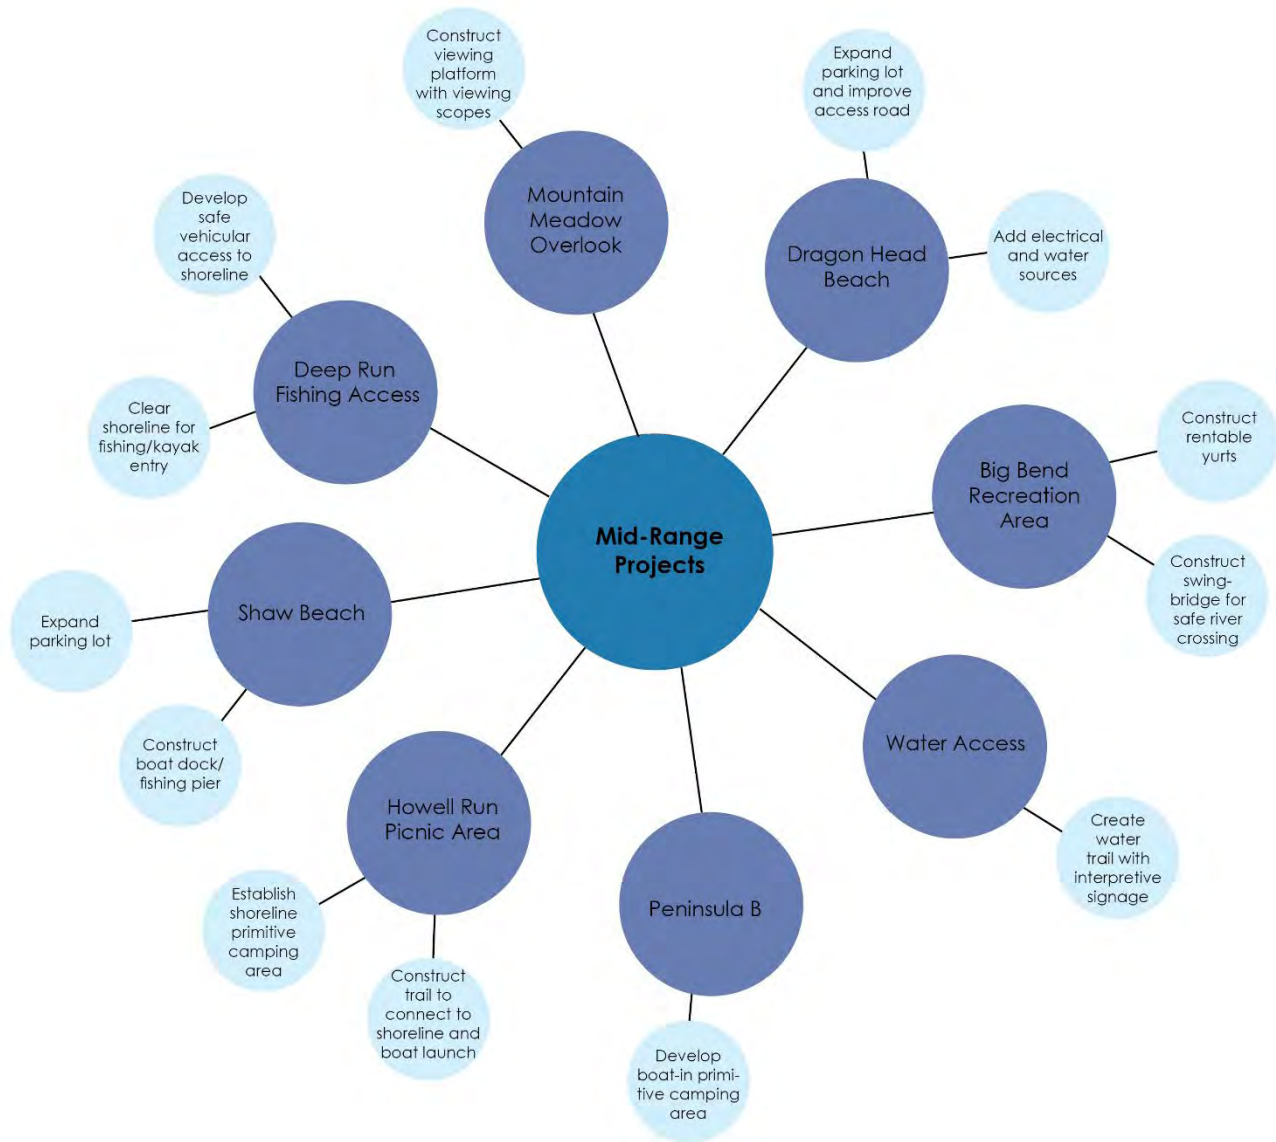 Construct
viewing
platform
with viewing
scopes
Expand
parking lot
and improve
access road
Mountain
Meadow
Overlook
Develop
safe
vehicular
access to
shoreline
Dragon Head
Beach
Add electrical
and water
sources
Deep Run
Fishing Access
Clear
shoreline for
fishing/kayak
entry
Construct
rentable
yurts
Big Bend
Recreation
Area
Mid-Range
Projects
Construct
swing-
bridge for
safe river
crossing
Shaw Beach
Expand
parking lot
Water Access
Construct
boat dock/
fishing pier
Howell Run
Picnic Area
Create
water
trail with
interpretive
signage
Peninsula B
Establish
shoreline
primitive
camping
area
Construct
trail to
connect to
shoreline and
boat launch
Develop
boat-in primi-
tive camping
area